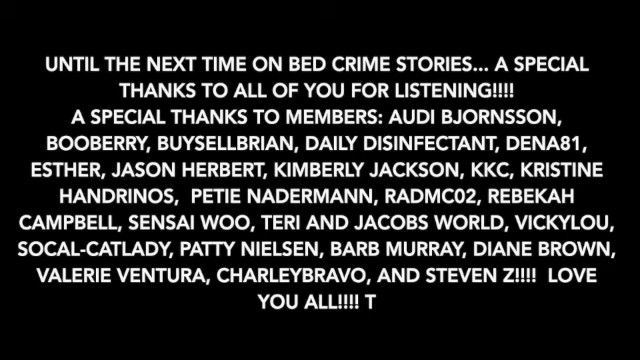 UNTIL THE NEXT TIME ON BED CRIME STORIES... A SPECIAL
THANKS TO ALL OF YOU FOR LISTENING!!!!
A SPECIAL THANKS TO MEMBERS: AUDI BJORNSSON,
BOOBERRY, BUYSELLBRIAN, DAILY DISINFECTANT, DENA81,
ESTHER, JASON HERBERT, KIMBERLY JACKSON, KKC, KRISTINE
HANDRINOS, PETIE NADERMANN, RADMC02, REBEKAH
CAMPBELL, SENSAI WOO, TERI AND JACOBS WORLD, VICKYLOU,
SOCAL-CATLADY, PATTY NIELSEN, BARB MURRAY, DIANE BROWN,
VALERIE VENTURA, CHARLEYBRAVO, AND STEVEN Z!!!! LOVE
YOU ALL!!!! T